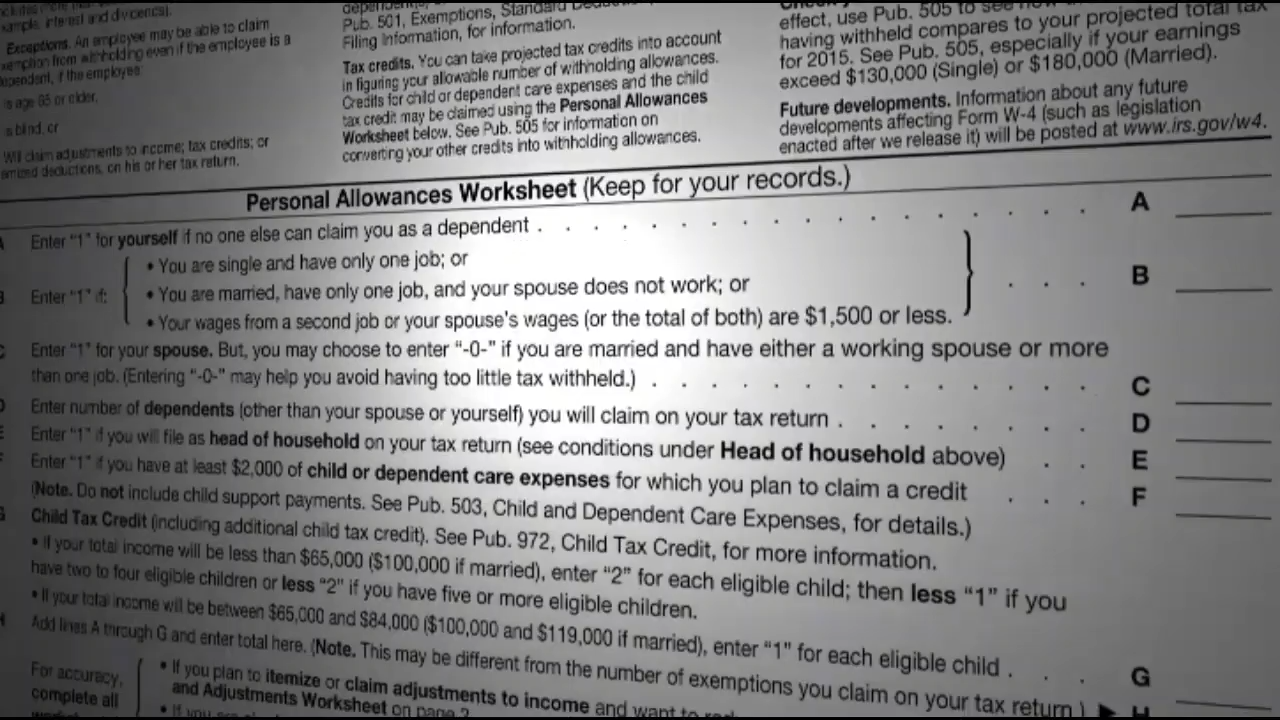 example, interest and dividends).
Exceptions. An employee may be able to claim
exemption from withholding even if the employee is a
dependent, if the employee:
is age 65 or older,
is blind, or
Will claim adjustments to income; tax credits; or
itemized deductions, on his or her tax return.
Pub. 501, Exemptions, Standard
Filing Information, for information.
Tax credits. You can take projected tax credits into account
in figuring your allowable number of withholding allowances.
Credits for child or dependent care expenses and the child
tax credit may be claimed using the Personal Allowances
Worksheet below. See Pub. 505 for information on
converting your other credits into withholding allowances.
effect, use Pub. 505 to see how
having withheld compares to your projected total tax
for 2015. See Pub. 505, especially if your earnings
exceed $130,000 (Single) or $180,000 (Married).
Future developments. Information about any future
developments affecting Form W-4 (such as legislation
enacted after we release it) will be posted at www.irs.gov/w4.
Personal Allowances Worksheet (Keep for your records.)
A Enter "1" for yourself if no one else can claim you as a dependent . . . . . . . . . . . . . . . . A
• You are single and have only one job; or
B Enter "1" if: • You are married, have only one job, and your spouse does not work; or . . . B
• Your wages from a second job or your spouse's wages (or the total of both) are $1,500 or less.
C Enter "1" for your spouse. But, you may choose to enter "-0-" if you are married and have either a working spouse or more
than one job. (Entering "-0-" may help you avoid having too little tax withheld.) . . . . . . . . . . . . . C
D Enter number of dependents (other than your spouse or yourself) you will claim on your tax return . . . . . . . D
E Enter "1" if you will file as head of household on your tax return (see conditions under Head of household above) . . E
F Enter "1" if you have at least $2,000 of child or dependent care expenses for which you plan to claim a credit . . . F
(Note. Do not include child support payments. See Pub. 503, Child and Dependent Care Expenses, for details.)
G Child Tax Credit (including additional child tax credit). See Pub. 972, Child Tax Credit, for more information.
• If your total income will be less than $65,000 ($100,000 if married), enter "2" for each eligible child; then less "1" if you
have two to four eligible children or less "2" if you have five or more eligible children.
• If your total income will be between $65,000 and $84,000 ($100,000 and $119,000 if married), enter "1" for each eligible child . . . G
H Add lines A through G and enter total here. (Note. This may be different from the number of exemptions you claim on your tax return.) ▶ H
For accuracy, • If you plan to itemize or claim adjustments to income and want to
complete all and Adjustments Worksheet on page 2